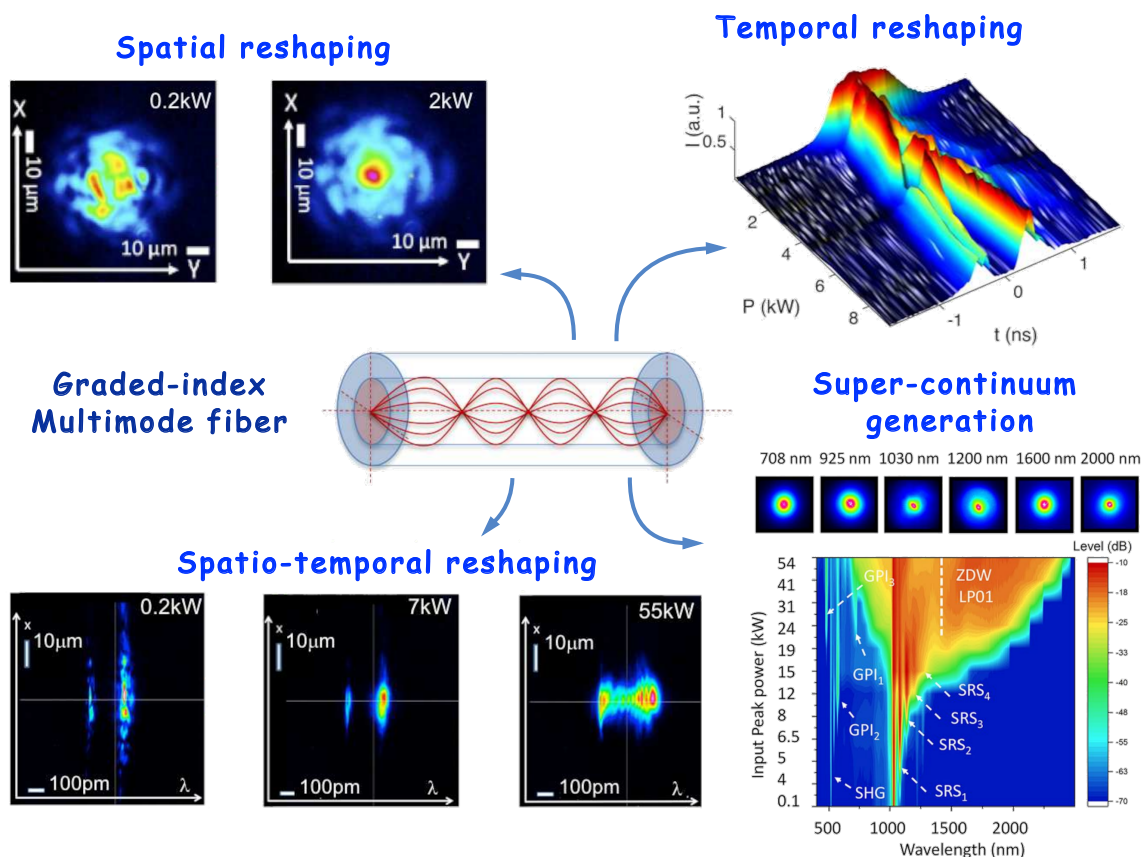 Spatial reshaping
0.2kW
X
10 μm
10 μm
Y
2kW
X
10 μm
10 μm
Y
Temporal reshaping
I (a.u.)
1
0.5
2
4
6
8
P (kW)
-1
0
1
t (ns)
Graded-index
Multimode fiber
Super-continuum
generation
708 nm 925 nm 1030 nm 1200 nm 1600 nm 2000 nm
Spatio-temporal reshaping
0.2kW
x
10μm
100pm
λ
7kW
x
10μm
100pm
λ
55kW
x
10μm
100pm
λ
Level (dB)
Input Peak power (kW)
54
41
31
24
19
15
12
8
6.5
5
4
0.1
GPI3
ZDW
LP01
GPI1
SRS4
SRS3
GPI2
SRS2
SHG
SRS1
-10
-18
-25
-33
-40
-48
-55
-63
-70
500 1000 1500 2000
Wavelength (nm)